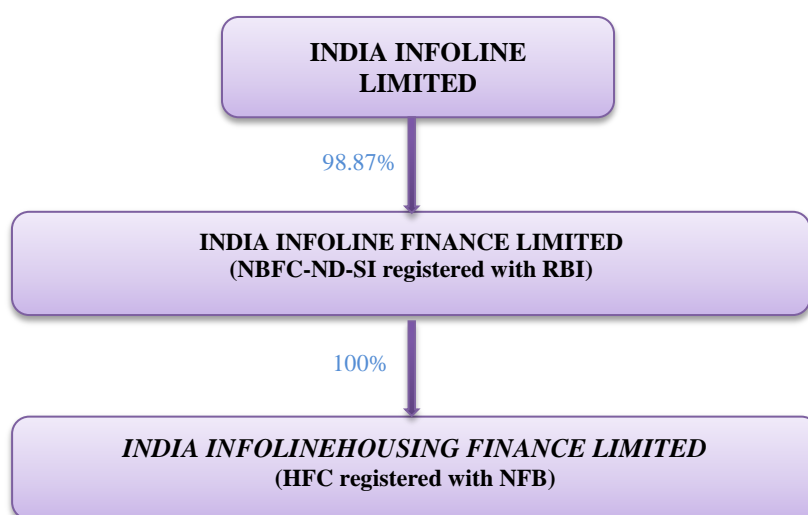 INDIA INFOLINE
LIMITED
98.87%
INDIA INFOLINE FINANCE LIMITED
(NBFC-ND-SI registered with RBI)
100%
INDIA INFOLINEHOUSING FINANCE LIMITED
(HFC registered with NFB)